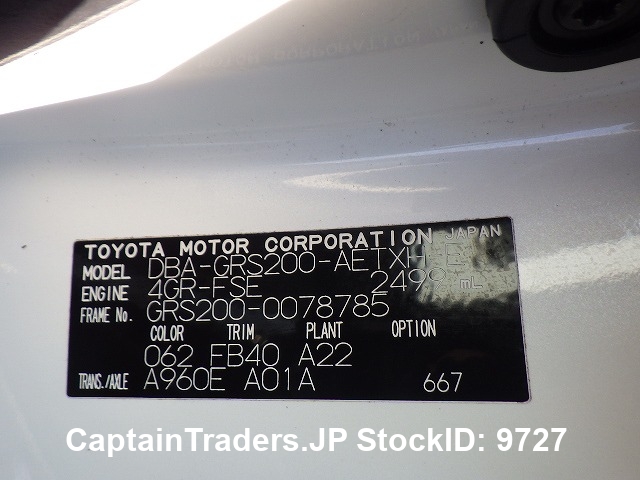 TOYOTA MOTOR CORPORATION JAPAN
MODEL DBA-GRS200-AETXH
ENGINE 4GR-FSE 2499 mL
FRAME No. GRS200-0078785
COLOR TRIM PLANT OPTION
062 FB40 A22
TRANS./AXLE A960E A01A 667
CaptainTraders.JP StockID: 9727